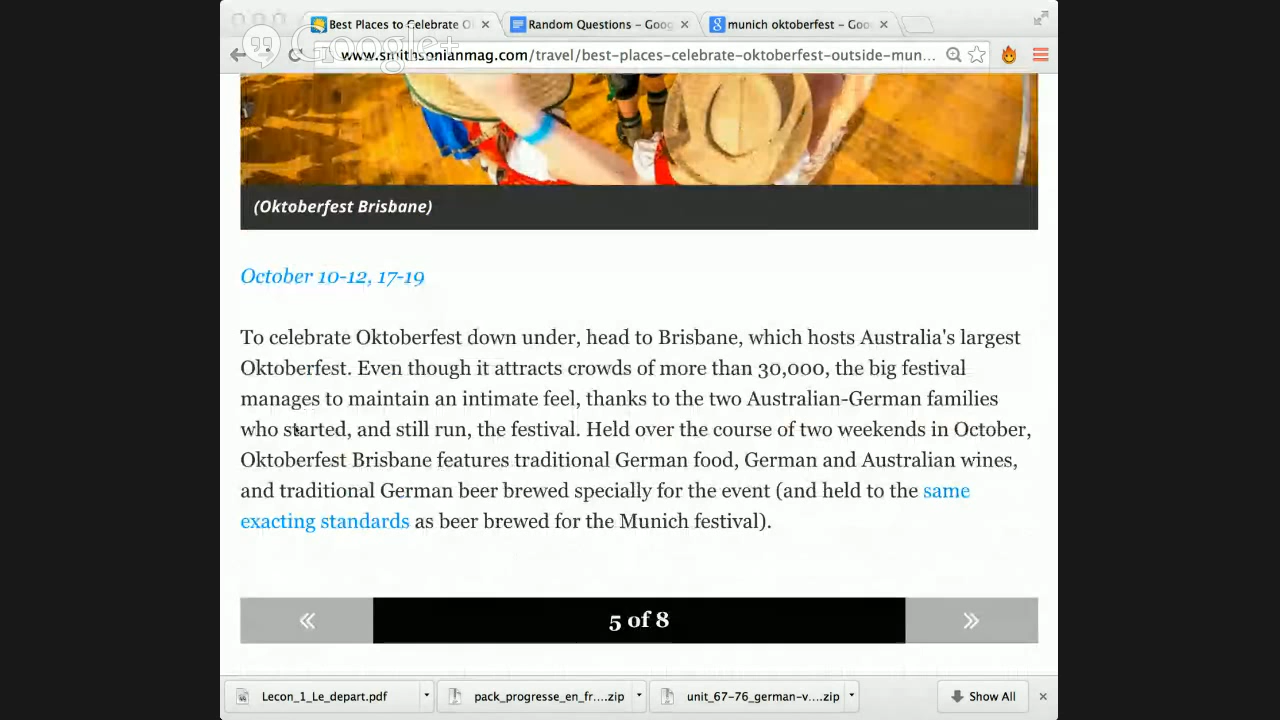 Best Places to Celebrate O
Random Questions – Goog
munich oktoberfest – Goo
Google+
www.smithsonianmag.com/travel/best-places-celebrate-oktoberfest-outside-mun...
(Oktoberfest Brisbane)
October 10-12, 17-19
To celebrate Oktoberfest down under, head to Brisbane, which hosts Australia's largest
Oktoberfest. Even though it attracts crowds of more than 30,000, the big festival
manages to maintain an intimate feel, thanks to the two Australian-German families
who started, and still run, the festival. Held over the course of two weekends in October,
Oktoberfest Brisbane features traditional German food, German and Australian wines,
and traditional German beer brewed specially for the event (and held to the same
exacting standards as beer brewed for the Munich festival).
« 5 of 8 »
Lecon_1_Le_depart.pdf
pack_progresse_en_fr....zip
unit_67-76_german-v....zip
Show All